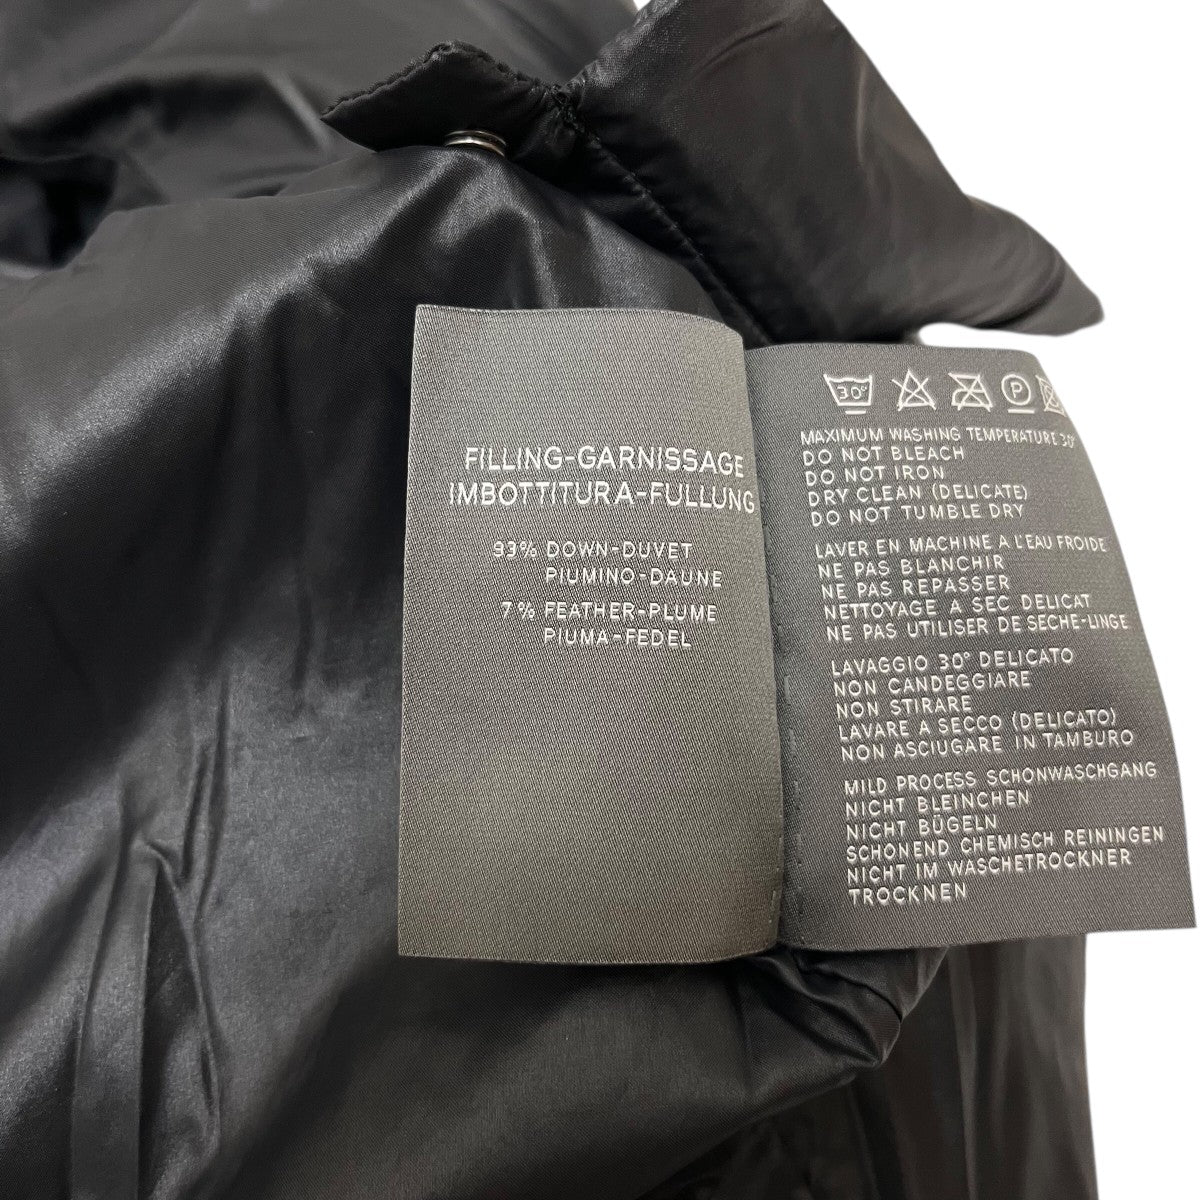 FILLING-GARNISSAGE
IMBOTTITURA-FULLUNG
93% DOWN-DUVET
PIUMINO-DAUNE
7% FEATHER-PLUME
PIUMA-FEDEL
30°
P
MAXIMUM WASHING TEMPERATURE 30°
DO NOT BLEACH
DO NOT IRON
DRY CLEAN (DELICATE)
DO NOT TUMBLE DRY
LAVER EN MACHINE A L'EAU FROIDE
NE PAS BLANCHIR
NE PAS REPASSER
NETTOYAGE A SEC DELICAT
NE PAS UTILISER DE SECHE-LINGE
LAVAGGIO 30° DELICATO
NON CANDEGGIARE
NON STIRARE
LAVARE A SECCO (DELICATO)
NON ASCIUGARE IN TAMBURO
MILD PROCESS SCHONWASCHGANG
NICHT BLEINCHEN
NICHT BÜGELN
SCHONEND CHEMISCH REININGEN
NICHT IM WASCHETROCKNER
TROCKNEN